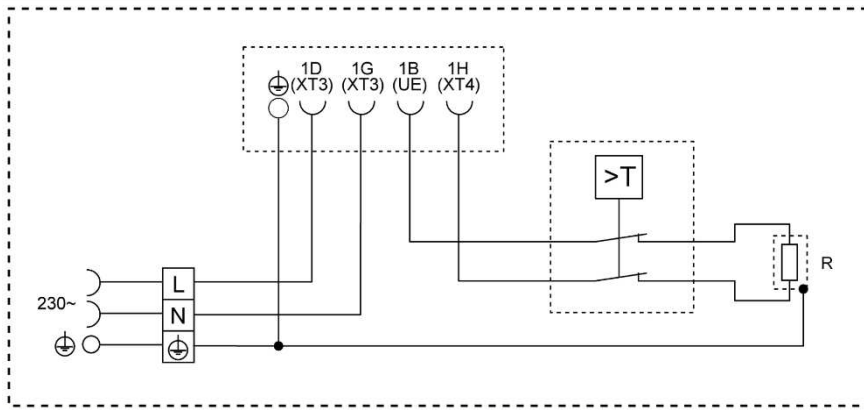 1D 1G 1B 1H
(XT3) (XT3) (UE) (XT4)
>T
R
L
230~
N